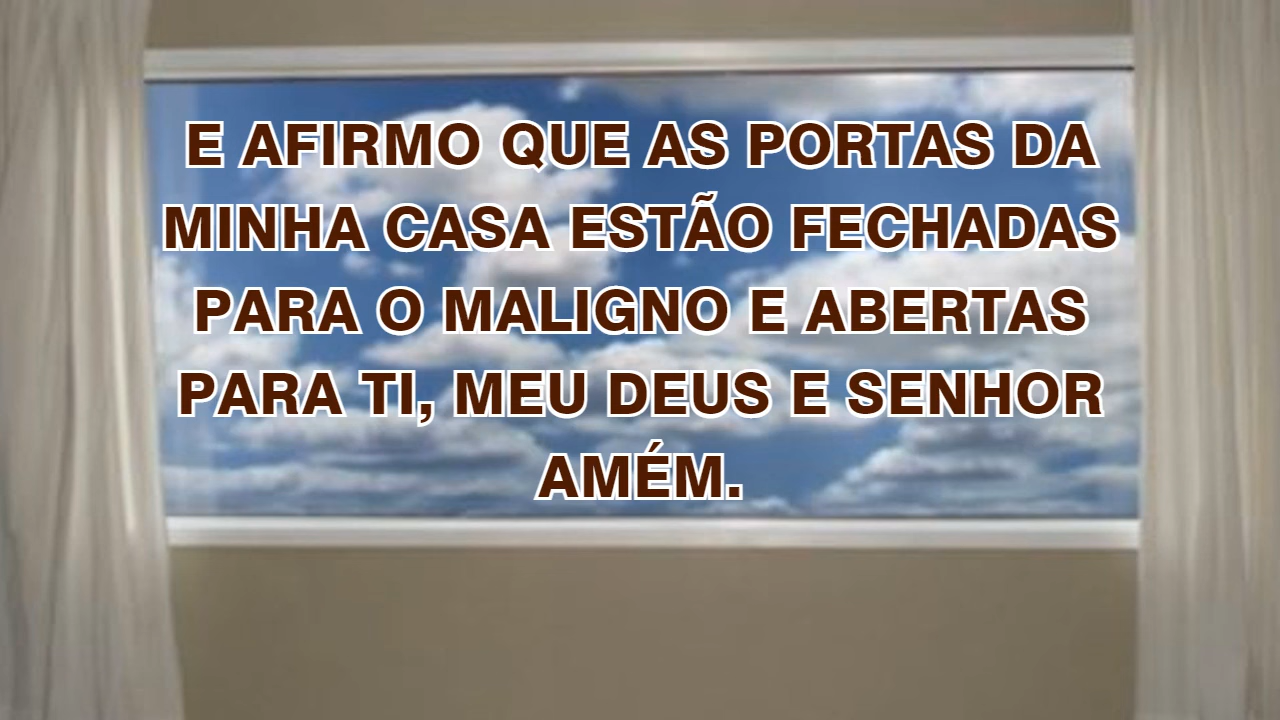 E AFIRMO QUE AS PORTAS DA
MINHA CASA ESTÃO FECHADAS
PARA O MALIGNO E ABERTAS
PARA TI, MEU DEUS E SENHOR
AMÉM.